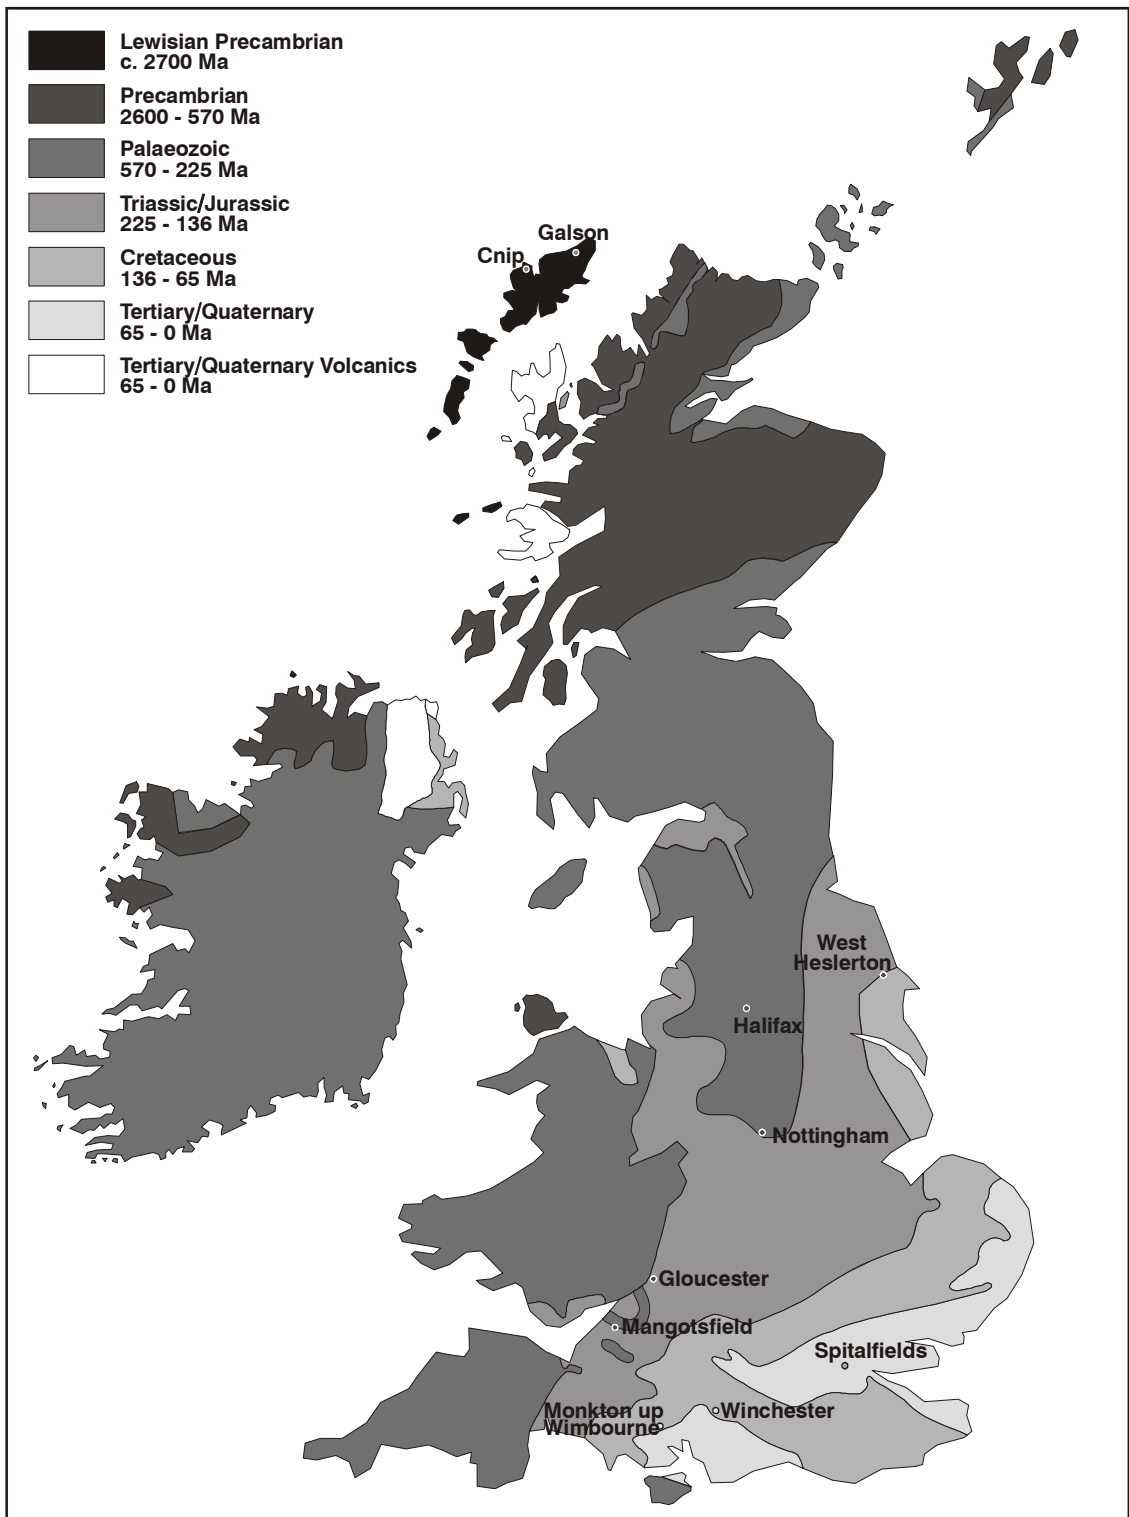 Lewisian Precambrian
c. 2700 Ma
Precambrian
2600 - 570 Ma
Palaeozoic
570 - 225 Ma
Triassic/Jurassic
225 - 136 Ma
Cretaceous
136 - 65 Ma
Tertiary/Quaternary
65 - 0 Ma
Tertiary/Quaternary Volcanics
65 - 0 Ma
Galson
Cnip
West
Heslerton
Halifax
Nottingham
Gloucester
Mangotsfield
Spitalfields
Monkton up
Wimbourne
Winchester